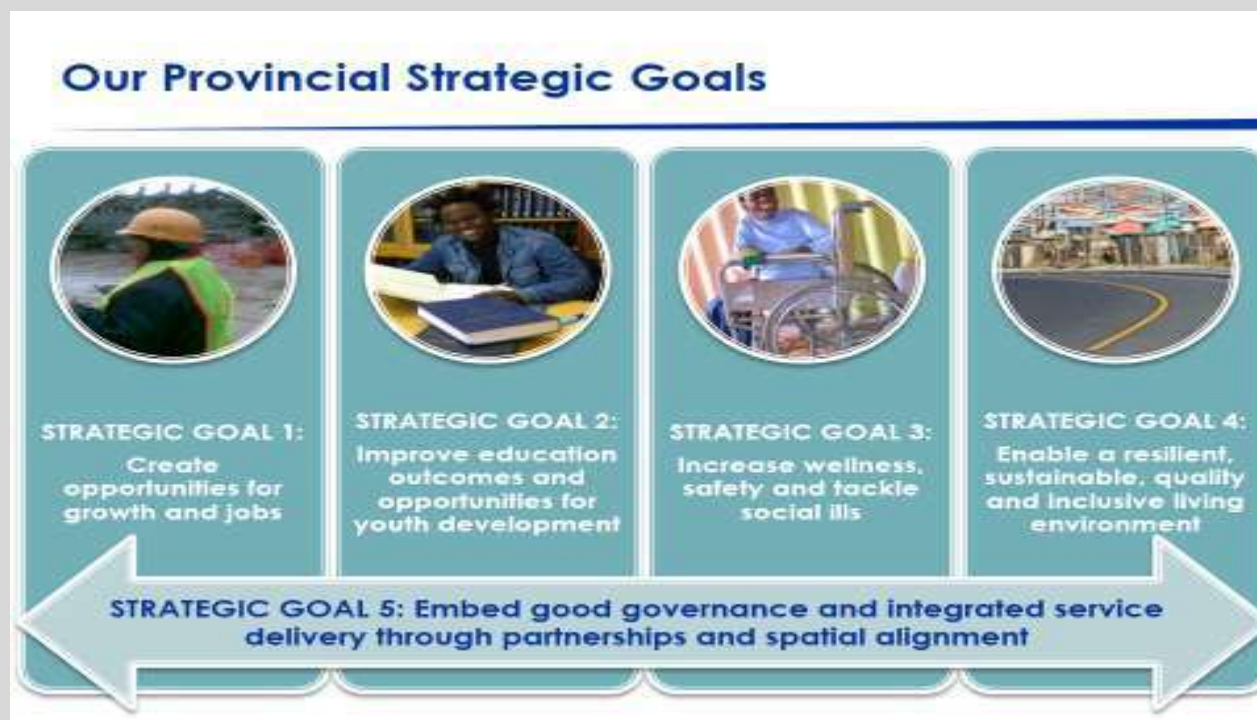 Our Provincial Strategic Goals
STRATEGIC GOAL 1:
Create
opportunities for
growth and jobs
STRATEGIC GOAL 2:
Improve education
outcomes and
opportunities for
youth development
STRATEGIC GOAL 3:
Increase wellness,
safety and tackle
social ills
STRATEGIC GOAL 4:
Enable a resilient,
sustainable, quality
and inclusive living
environment
STRATEGIC GOAL 5: Embed good governance and integrated service
delivery through partnerships and spatial alignment